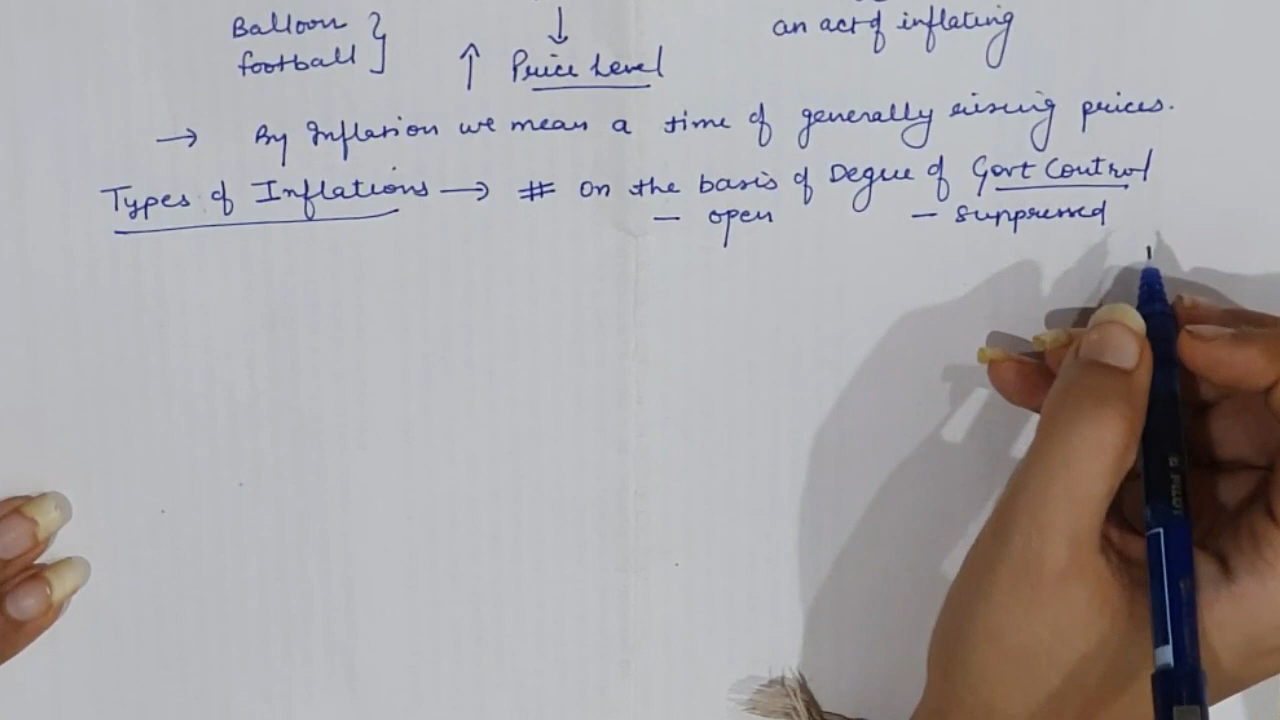 Balloon
football
↓
↑ Price Level
an act of inflating
→ By Inflation we mean a time of generally rising prices.
Types of Inflations → # On the basis of Degree of Govt Control
- open - suppressed
PILOT